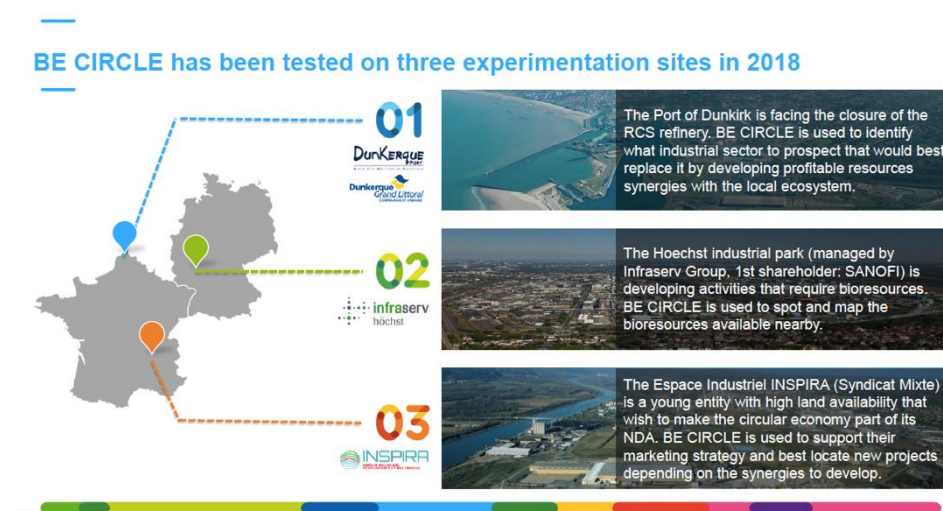 BE CIRCLE has been tested on three experimentation sites in 2018
01
DUNKERQUE
PORT
Dunkerque
Grand Littoral
COMMUNAUTÉ URBAINE
The Port of Dunkirk is facing the closure of the
RCS refinery. BE CIRCLE is used to identify
what industrial sector to prospect that would best
replace it by developing profitable resources
synergies with the local ecosystem.
02
infraserv
höchst
The Hoechst industrial park (managed by
Infraserv Group, 1st shareholder: SANOFI) is
developing activities that require bioresources.
BE CIRCLE is used to spot and map the
bioresources available nearby.
03
INSPIRA
The Espace Industriel INSPIRA (Syndicat Mixte)
is a young entity with high land availability that
wish to make the circular economy part of its
NDA. BE CIRCLE is used to support their
marketing strategy and best locate new projects
depending on the synergies to develop.